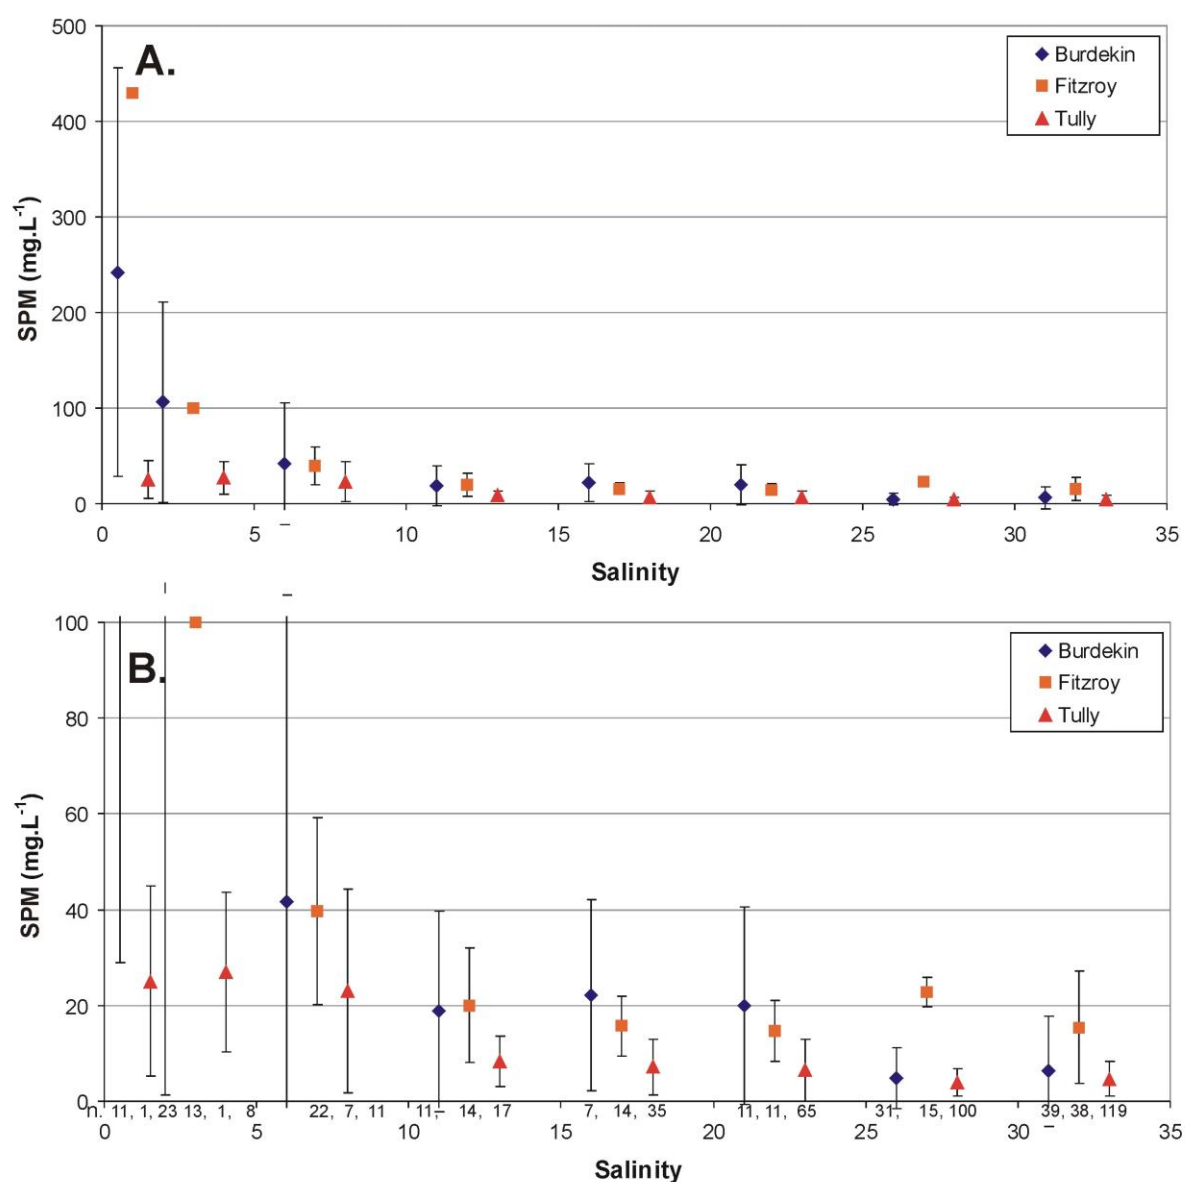 500
A.
Burdekin
Fitzroy
Tully
400
300
SPM (mg.L-1)
200
100
0
0 5 10 15 20 25 30 35
Salinity
100
B.
Burdekin
Fitzroy
Tully
80
60
SPM (mg.L-1)
40
20
0
n, 11, 1, 23 13, 1, 8 22, 7, 11 11, 14, 17 7, 14, 35 11, 11, 65 31, 15, 100 39, 38, 119
0 5 10 15 20 25 30 35
Salinity